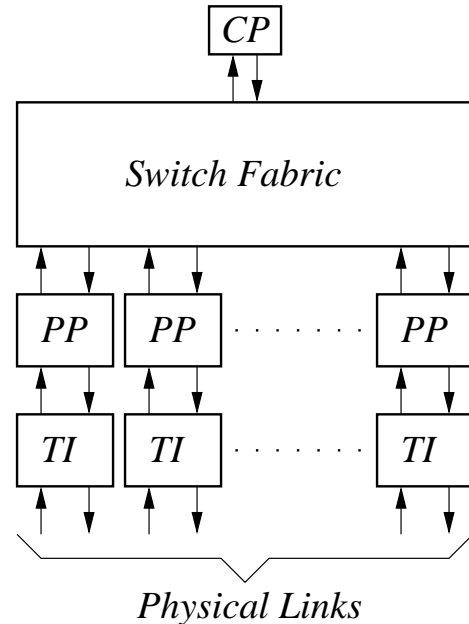 CP
Switch Fabric
PP PP . . . . . . . PP
TI TI . . . . . . . TI
Physical Links